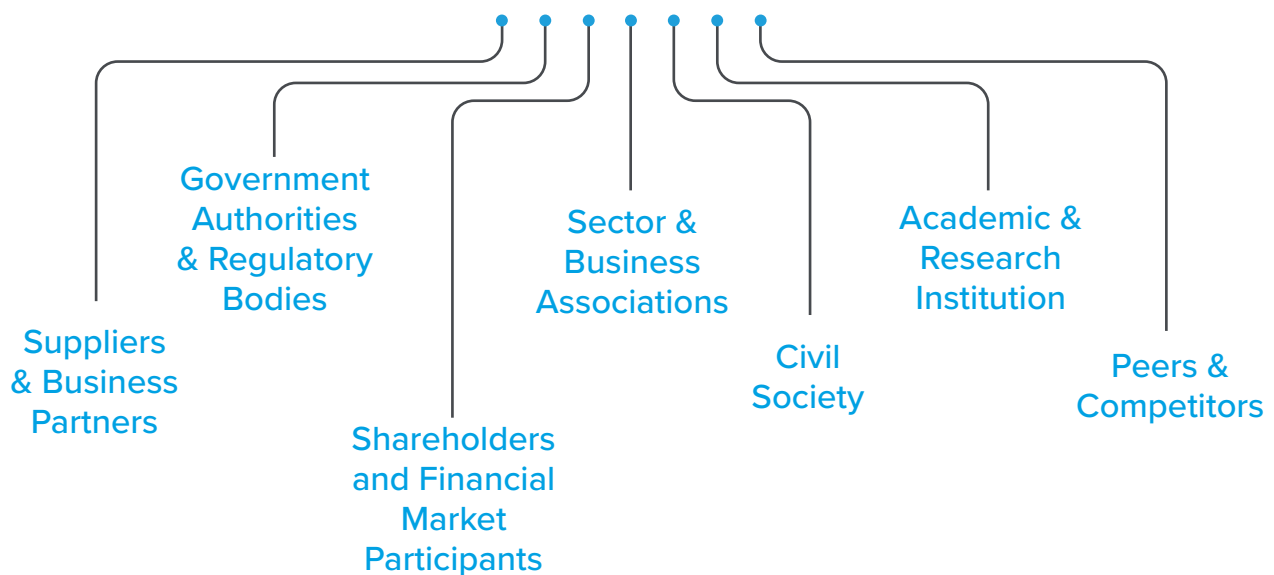 Suppliers
& Business
Partners
Government
Authorities
& Regulatory
Bodies
Shareholders
and Financial
Market
Participants
Sector &
Business
Associations
Civil
Society
Academic &
Research
Institution
Peers &
Competitors